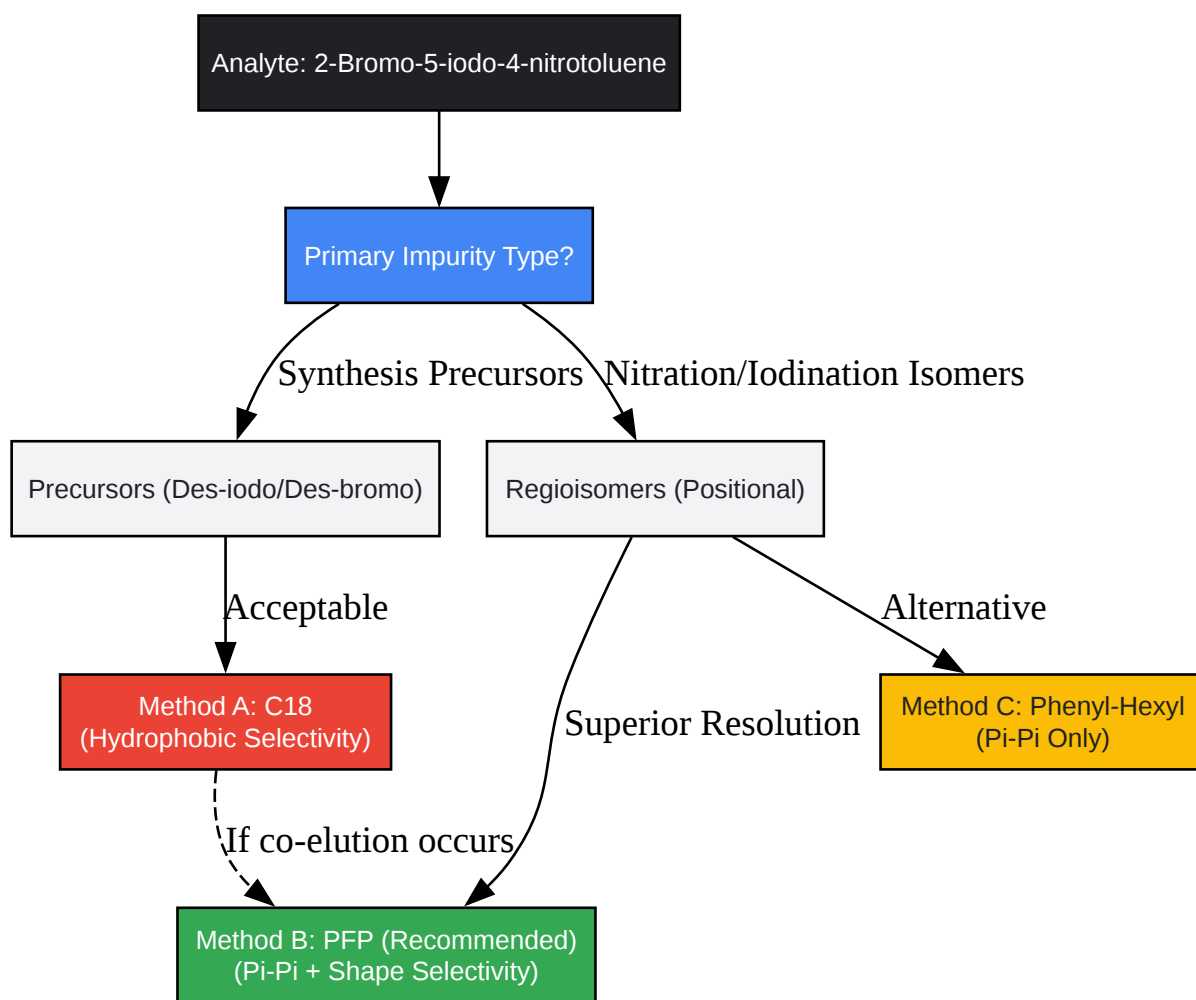 Analyte: 2-Bromo-5-iodo-4-nitrotoluene
Primary Impurity Type?
Synthesis Precursors
Nitration/Iodination Isomers
Precursors (Des-iodo/Des-bromo)
Regioisomers (Positional)
Acceptable
Alternative
Method A: C18
(Hydrophobic Selectivity)
Superior Resolution
Method C: Phenyl-Hexyl
(Pi-Pi Only)
If co-elution occurs
Method B: PFP (Recommended)
(Pi-Pi + Shape Selectivity)